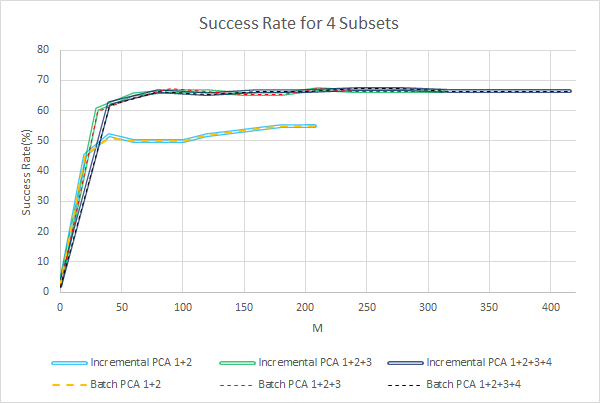 Success Rate for 4 Subsets
80
70
60
50
40
30
20
10
0
Success Rate(%)
0 50 100 150 200 250 300 350 400
M
Incremental PCA 1+2 Incremental PCA 1+2+3 Incremental PCA 1+2+3+4
Batch PCA 1+2 Batch PCA 1+2+3 Batch PCA 1+2+3+4